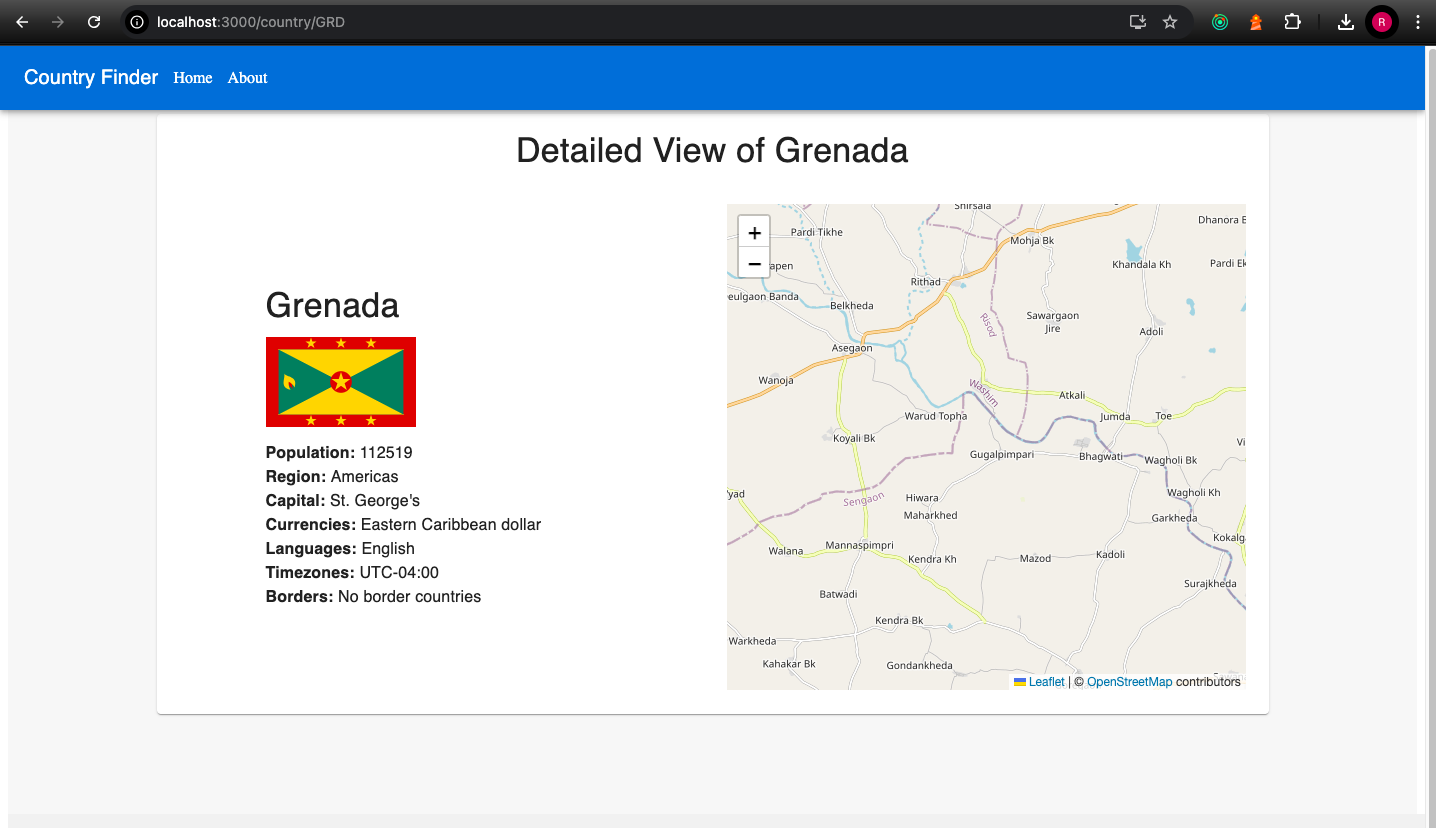 localhost:3000/country/GRD
R
Country Finder Home About
Detailed View of Grenada
Grenada
Population: 112519
Region: Americas
Capital: St. George's
Currencies: Eastern Caribbean dollar
Languages: English
Timezones: UTC-04:00
Borders: No border countries
+
−
Shirsala
Dhanora E
Pardi Tikhe
Mohja Bk
apen
Khandala Kh
Pardi Ek
Rithad
eulgaon Banda
Belkheda
Risod
Sawargaon
Jire
Adoli
Asegaon
Wanoja
Washim
Atkali
Warud Topha
Jumda
Toe
Koyali Bk
Vi
Gugalpimpari
Bhagwati
Wagholi Bk
yad
Sengaon
Hiwara
Wagholi Kh
Maharkhed
Garkheda
Kokalg
Walana
Mannaspimpri
Kendra Kh
Mazod
Kadoli
Surajkheda
Batwadi
Kendra Bk
Warkheda
Kahakar Bk
Gondankheda
Leaflet | © OpenStreetMap contributors